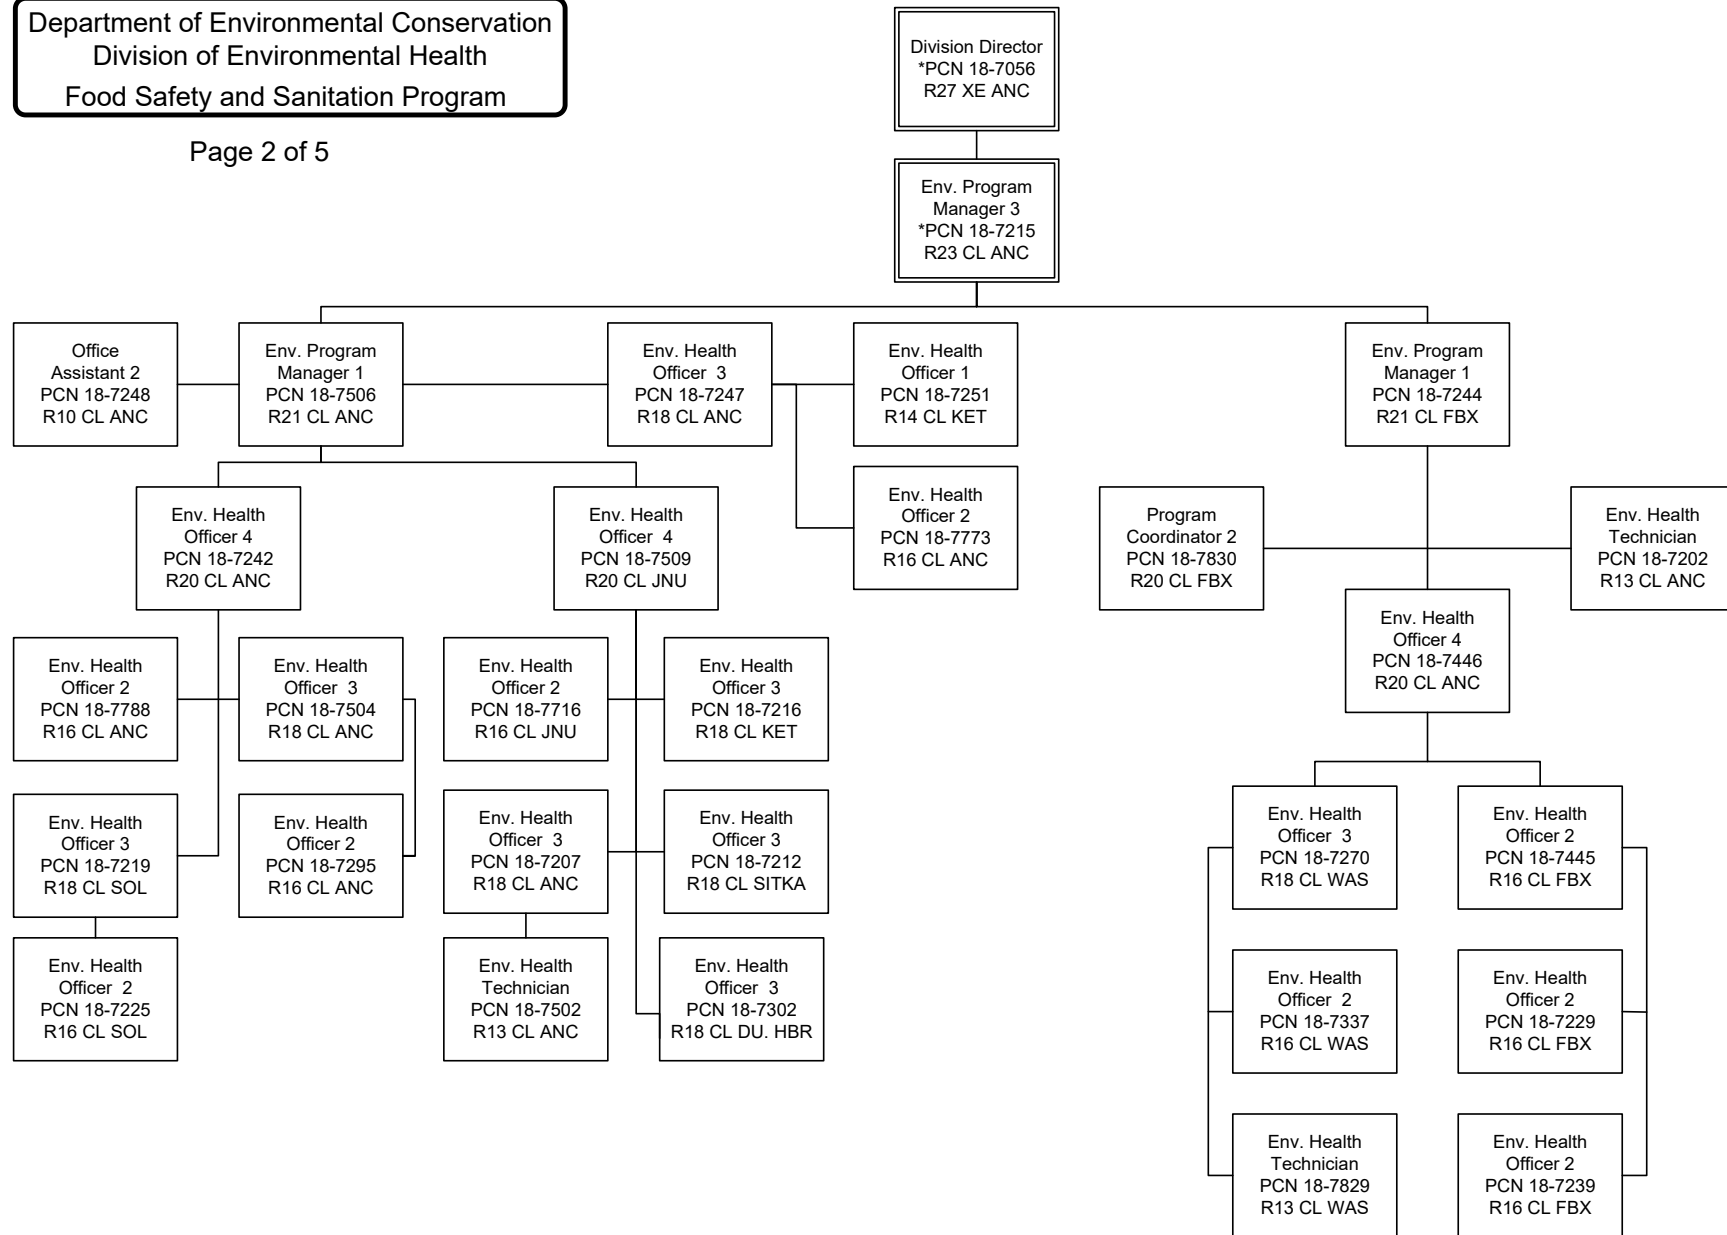 Department of Environmental Conservation
Division of Environmental Health
Food Safety and Sanitation Program
Page 2 of 5
Division Director
*PCN 18-7056
R27 XE ANC
Env. Program
Manager 3
*PCN 18-7215
R23 CL ANC
Office
Assistant 2
PCN 18-7248
R10 CL ANC
Env. Program
Manager 1
PCN 18-7506
R21 CL ANC
Env. Health
Officer 3
PCN 18-7247
R18 CL ANC
Env. Health
Officer 1
PCN 18-7251
R14 CL KET
Env. Program
Manager 1
PCN 18-7244
R21 CL FBX
Env. Health
Officer 4
PCN 18-7242
R20 CL ANC
Env. Health
Officer 4
PCN 18-7509
R20 CL JNU
Env. Health
Officer 2
PCN 18-7773
R16 CL ANC
Program
Coordinator 2
PCN 18-7830
R20 CL FBX
Env. Health
Technician
PCN 18-7202
R13 CL ANC
Env. Health
Officer 4
PCN 18-7446
R20 CL ANC
Env. Health
Officer 2
PCN 18-7788
R16 CL ANC
Env. Health
Officer 3
PCN 18-7504
R18 CL ANC
Env. Health
Officer 2
PCN 18-7716
R16 CL JNU
Env. Health
Officer 3
PCN 18-7216
R18 CL KET
Env. Health
Officer 3
PCN 18-7219
R18 CL SOL
Env. Health
Officer 2
PCN 18-7295
R16 CL ANC
Env. Health
Officer 3
PCN 18-7207
R18 CL ANC
Env. Health
Officer 3
PCN 18-7212
R18 CL SITKA
Env. Health
Officer 3
PCN 18-7270
R18 CL WAS
Env. Health
Officer 2
PCN 18-7445
R16 CL FBX
Env. Health
Officer 2
PCN 18-7225
R16 CL SOL
Env. Health
Technician
PCN 18-7502
R13 CL ANC
Env. Health
Officer 3
PCN 18-7302
R18 CL DU. HBR
Env. Health
Officer 2
PCN 18-7337
R16 CL WAS
Env. Health
Officer 2
PCN 18-7229
R16 CL FBX
Env. Health
Technician
PCN 18-7829
R13 CL WAS
Env. Health
Officer 2
PCN 18-7239
R16 CL FBX